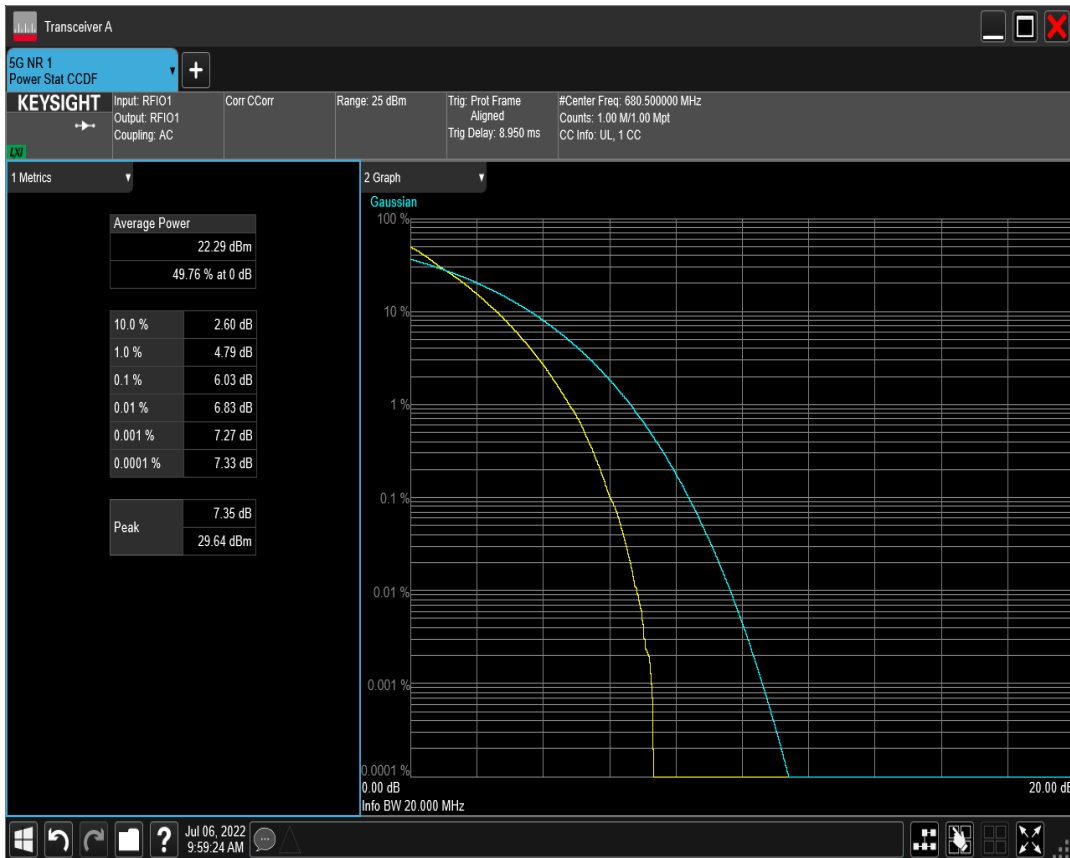 Transceiver A
5G NR 1
Power Stat CCDF
+
KEYSIGHT
LXI
Input: RFIO1
Output: RFIO1
Coupling: AC
Corr CCorr
Range: 25 dBm
Trig: Prot Frame
Aligned
Trig Delay: 8.950 ms
#Center Freq: 680.500000 MHz
Counts: 1.00 M/1.00 Mpt
CC Info: UL, 1 CC
1 Metrics
Average Power
22.29 dBm
49.76 % at 0 dB
10.0 % 2.60 dB
1.0 % 4.79 dB
0.1 % 6.03 dB
0.01 % 6.83 dB
0.001 % 7.27 dB
0.0001 % 7.33 dB
Peak
7.35 dB
29.64 dBm
2 Graph
Gaussian
100 %
10 %
1 %
0.1 %
0.01 %
0.001 %
0.0001 %
0.00 dB 20.00 dB
Info BW 20.000 MHz
? Jul 06, 2022
9:59:24 AM